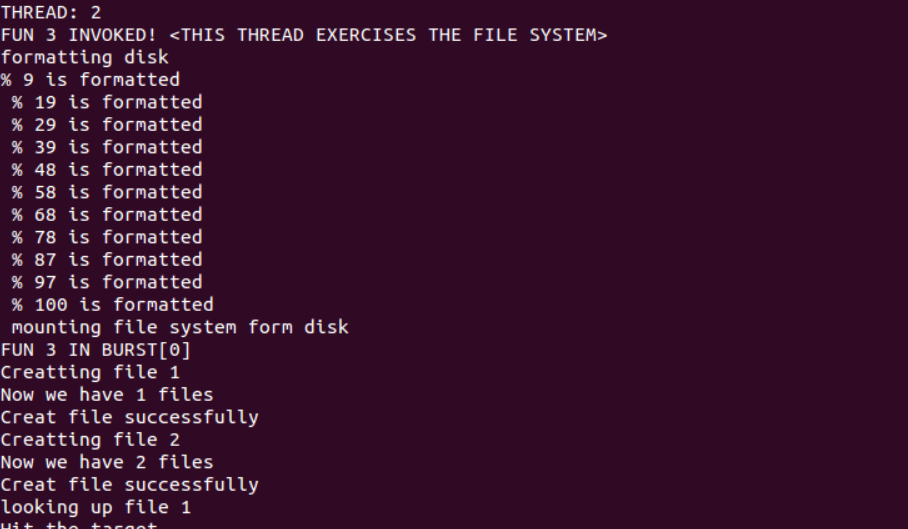 THREAD: 2
FUN 3 INVOKED! <THIS THREAD EXERCISES THE FILE SYSTEM>
formatting disk
% 9 is formatted
% 19 is formatted
% 29 is formatted
% 39 is formatted
% 48 is formatted
% 58 is formatted
% 68 is formatted
% 78 is formatted
% 87 is formatted
% 97 is formatted
% 100 is formatted
mounting file system form disk
FUN 3 IN BURST[0]
Creatting file 1
Now we have 1 files
Creat file successfully
Creatting file 2
Now we have 2 files
Creat file successfully
looking up file 1
Hit the target